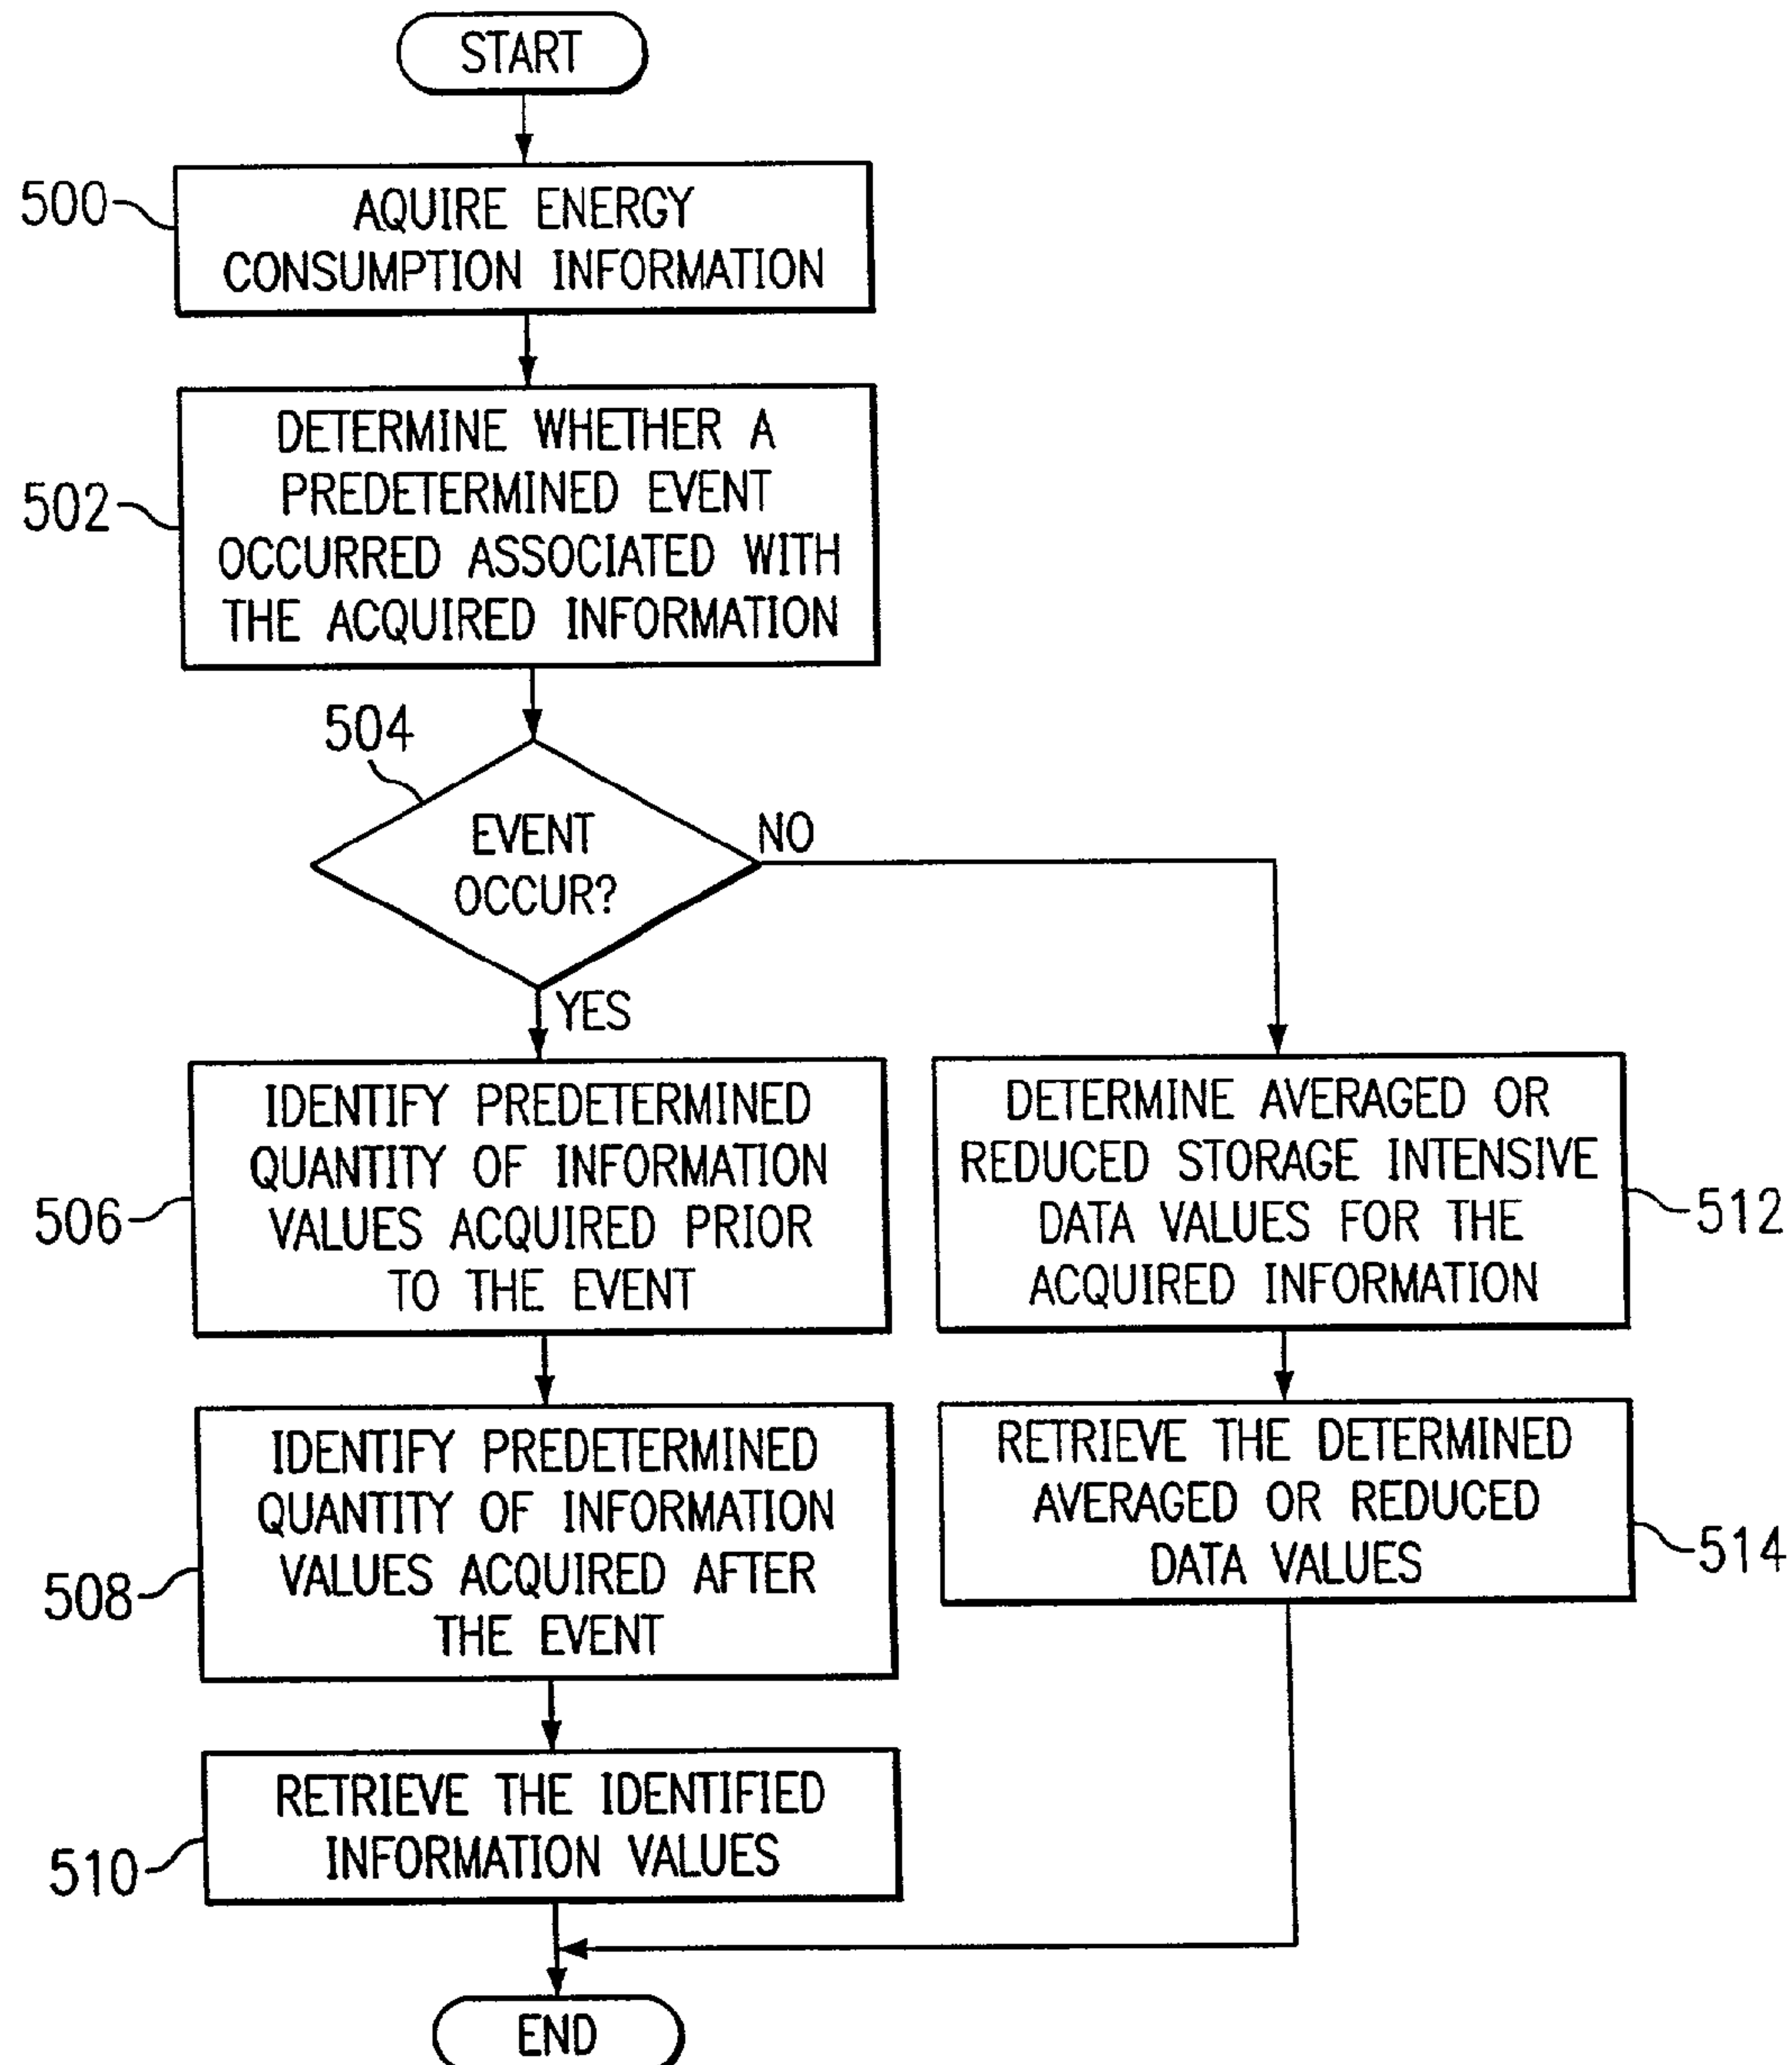 START
500
AQUIRE ENERGY
CONSUMPTION INFORMATION
502
DETERMINE WHETHER A
PREDETERMINED EVENT
OCCURRED ASSOCIATED WITH
THE ACQUIRED INFORMATION
504
EVENT
OCCUR?
NO
YES
506
IDENTIFY PREDETERMINED
QUANTITY OF INFORMATION
VALUES ACQUIRED PRIOR
TO THE EVENT
DETERMINE AVERAGED OR
REDUCED STORAGE INTENSIVE
DATA VALUES FOR THE
ACQUIRED INFORMATION
512
508
IDENTIFY PREDETERMINED
QUANTITY OF INFORMATION
VALUES ACQUIRED AFTER
THE EVENT
RETRIEVE THE DETERMINED
AVERAGED OR REDUCED
DATA VALUES
514
510
RETRIEVE THE IDENTIFIED
INFORMATION VALUES
END